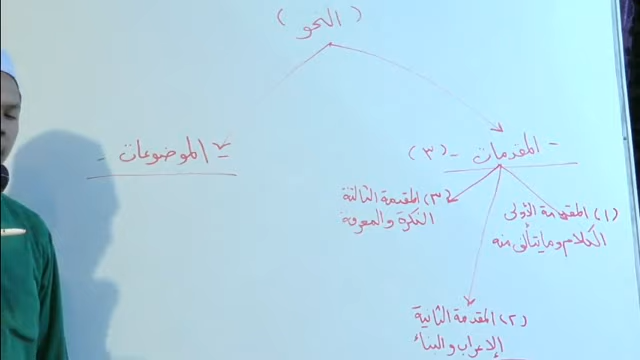 ( النحو )
- المقدمات - (٣)
- الموضوعات -
(١) المقدمة الأولى
الكلام وما يتألف منه
(٣) المقدمة الثالثة
النكرة والمعرفة
(٢) المقدمة الثانية
الإعراب والبناء